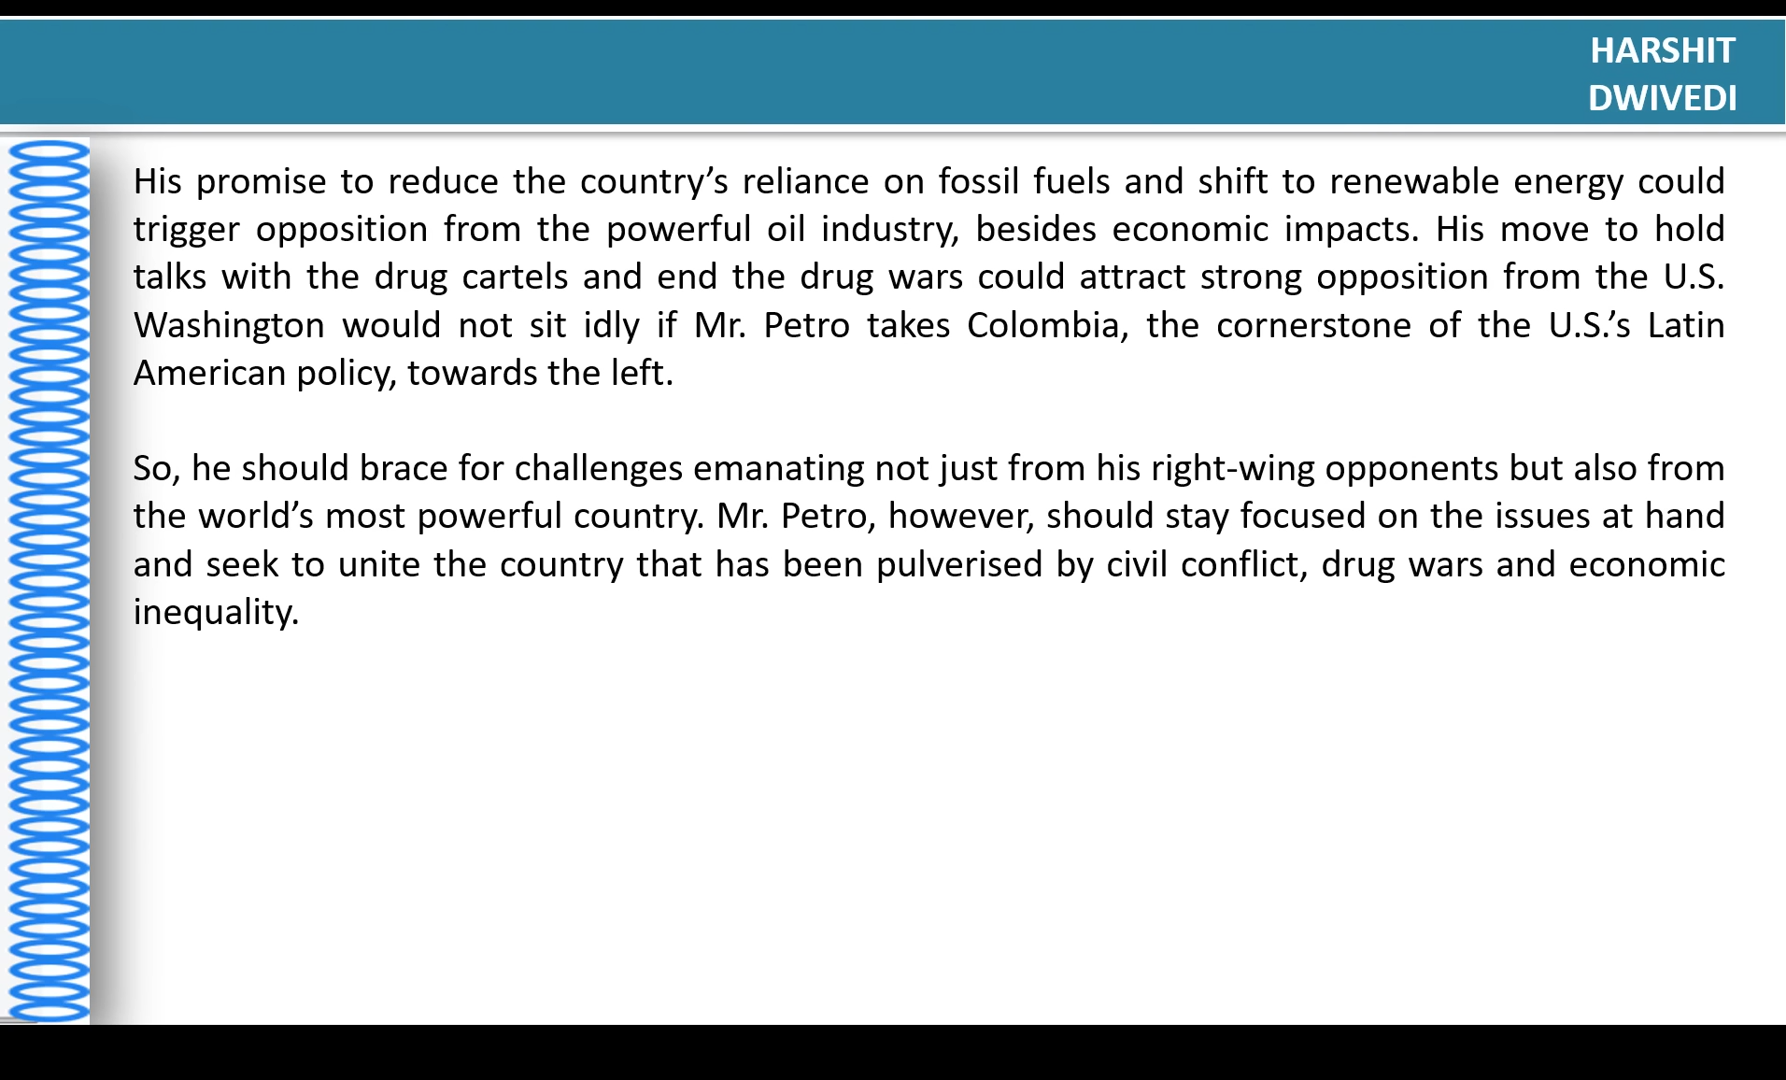 HARSHIT
DWIVEDI
His promise to reduce the country’s reliance on fossil fuels and shift to renewable energy could
trigger opposition from the powerful oil industry, besides economic impacts. His move to hold
talks with the drug cartels and end the drug wars could attract strong opposition from the U.S.
Washington would not sit idly if Mr. Petro takes Colombia, the cornerstone of the U.S.’s Latin
American policy, towards the left.
So, he should brace for challenges emanating not just from his right-wing opponents but also from
the world’s most powerful country. Mr. Petro, however, should stay focused on the issues at hand
and seek to unite the country that has been pulverised by civil conflict, drug wars and economic
inequality.